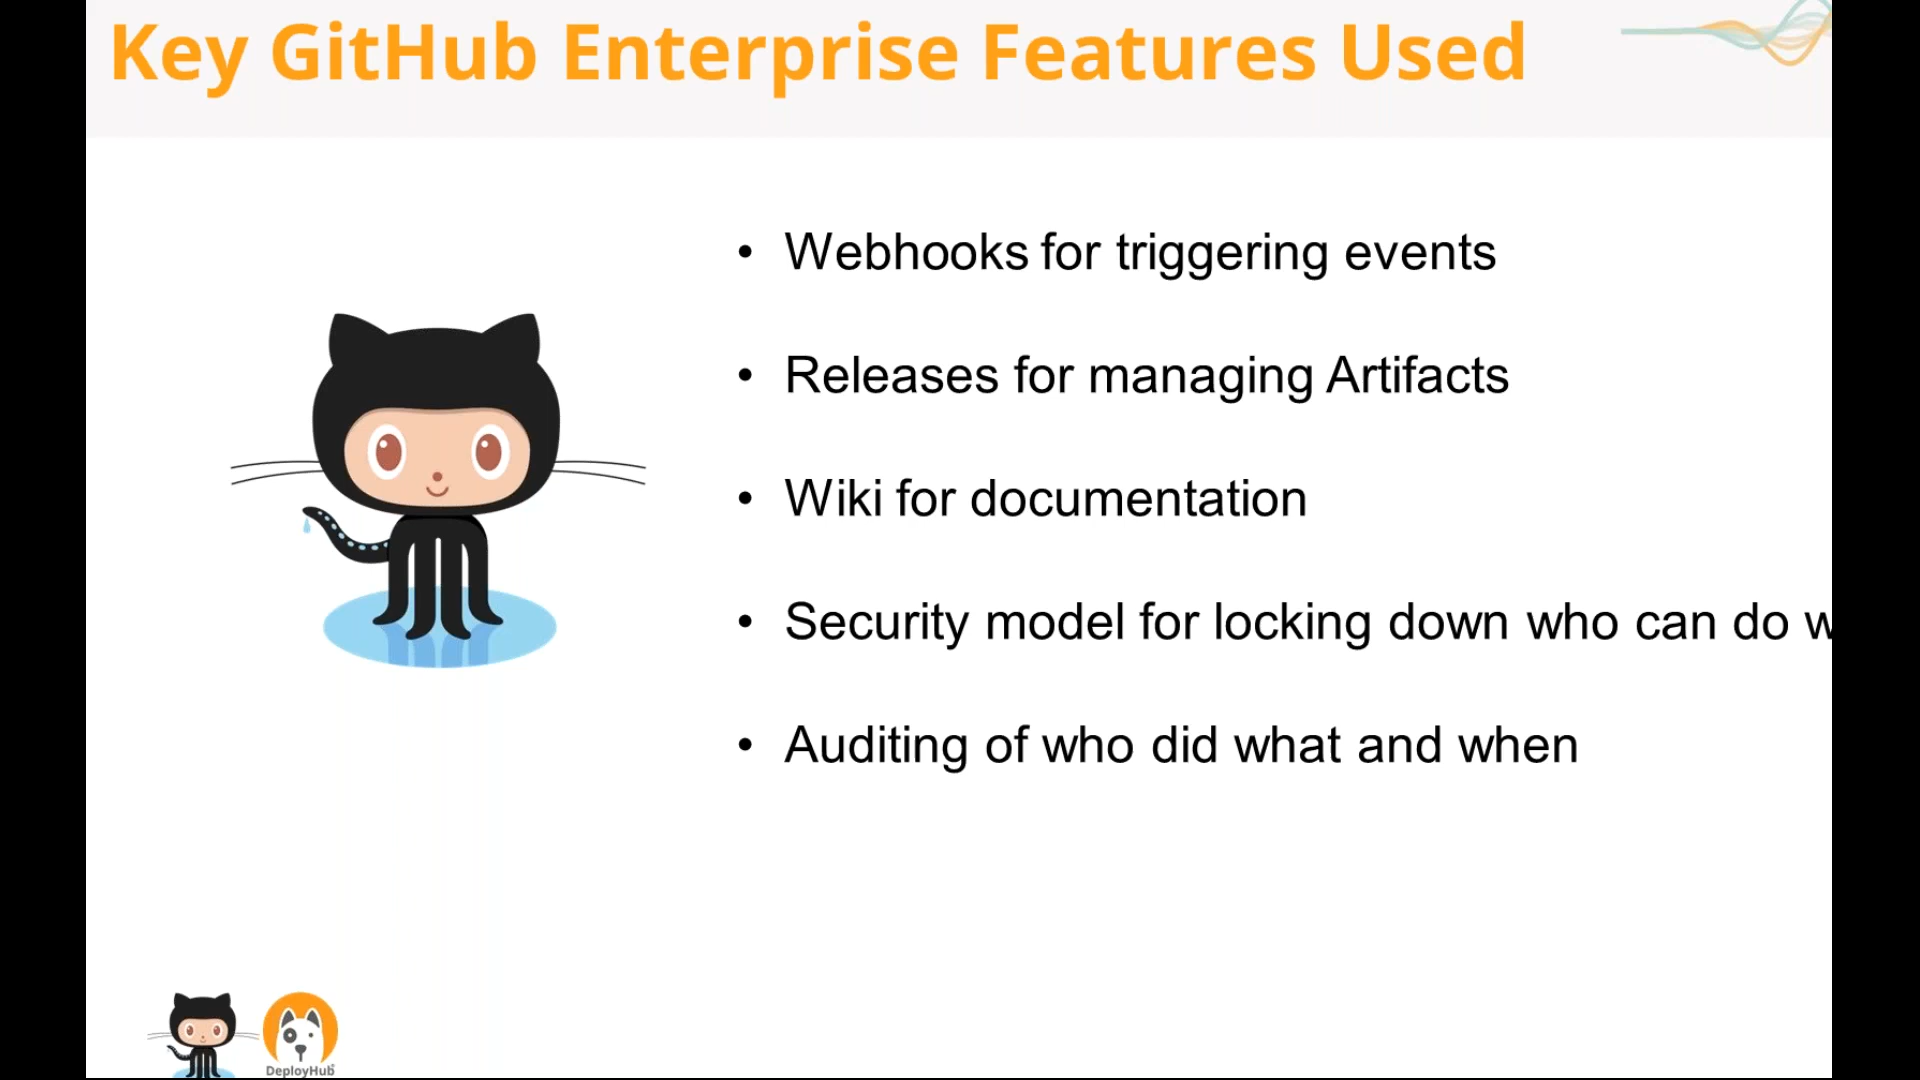 Key GitHub Enterprise Features Used
• Webhooks for triggering events
• Releases for managing Artifacts
• Wiki for documentation
• Security model for locking down who can do w
• Auditing of who did what and when
DeployHub